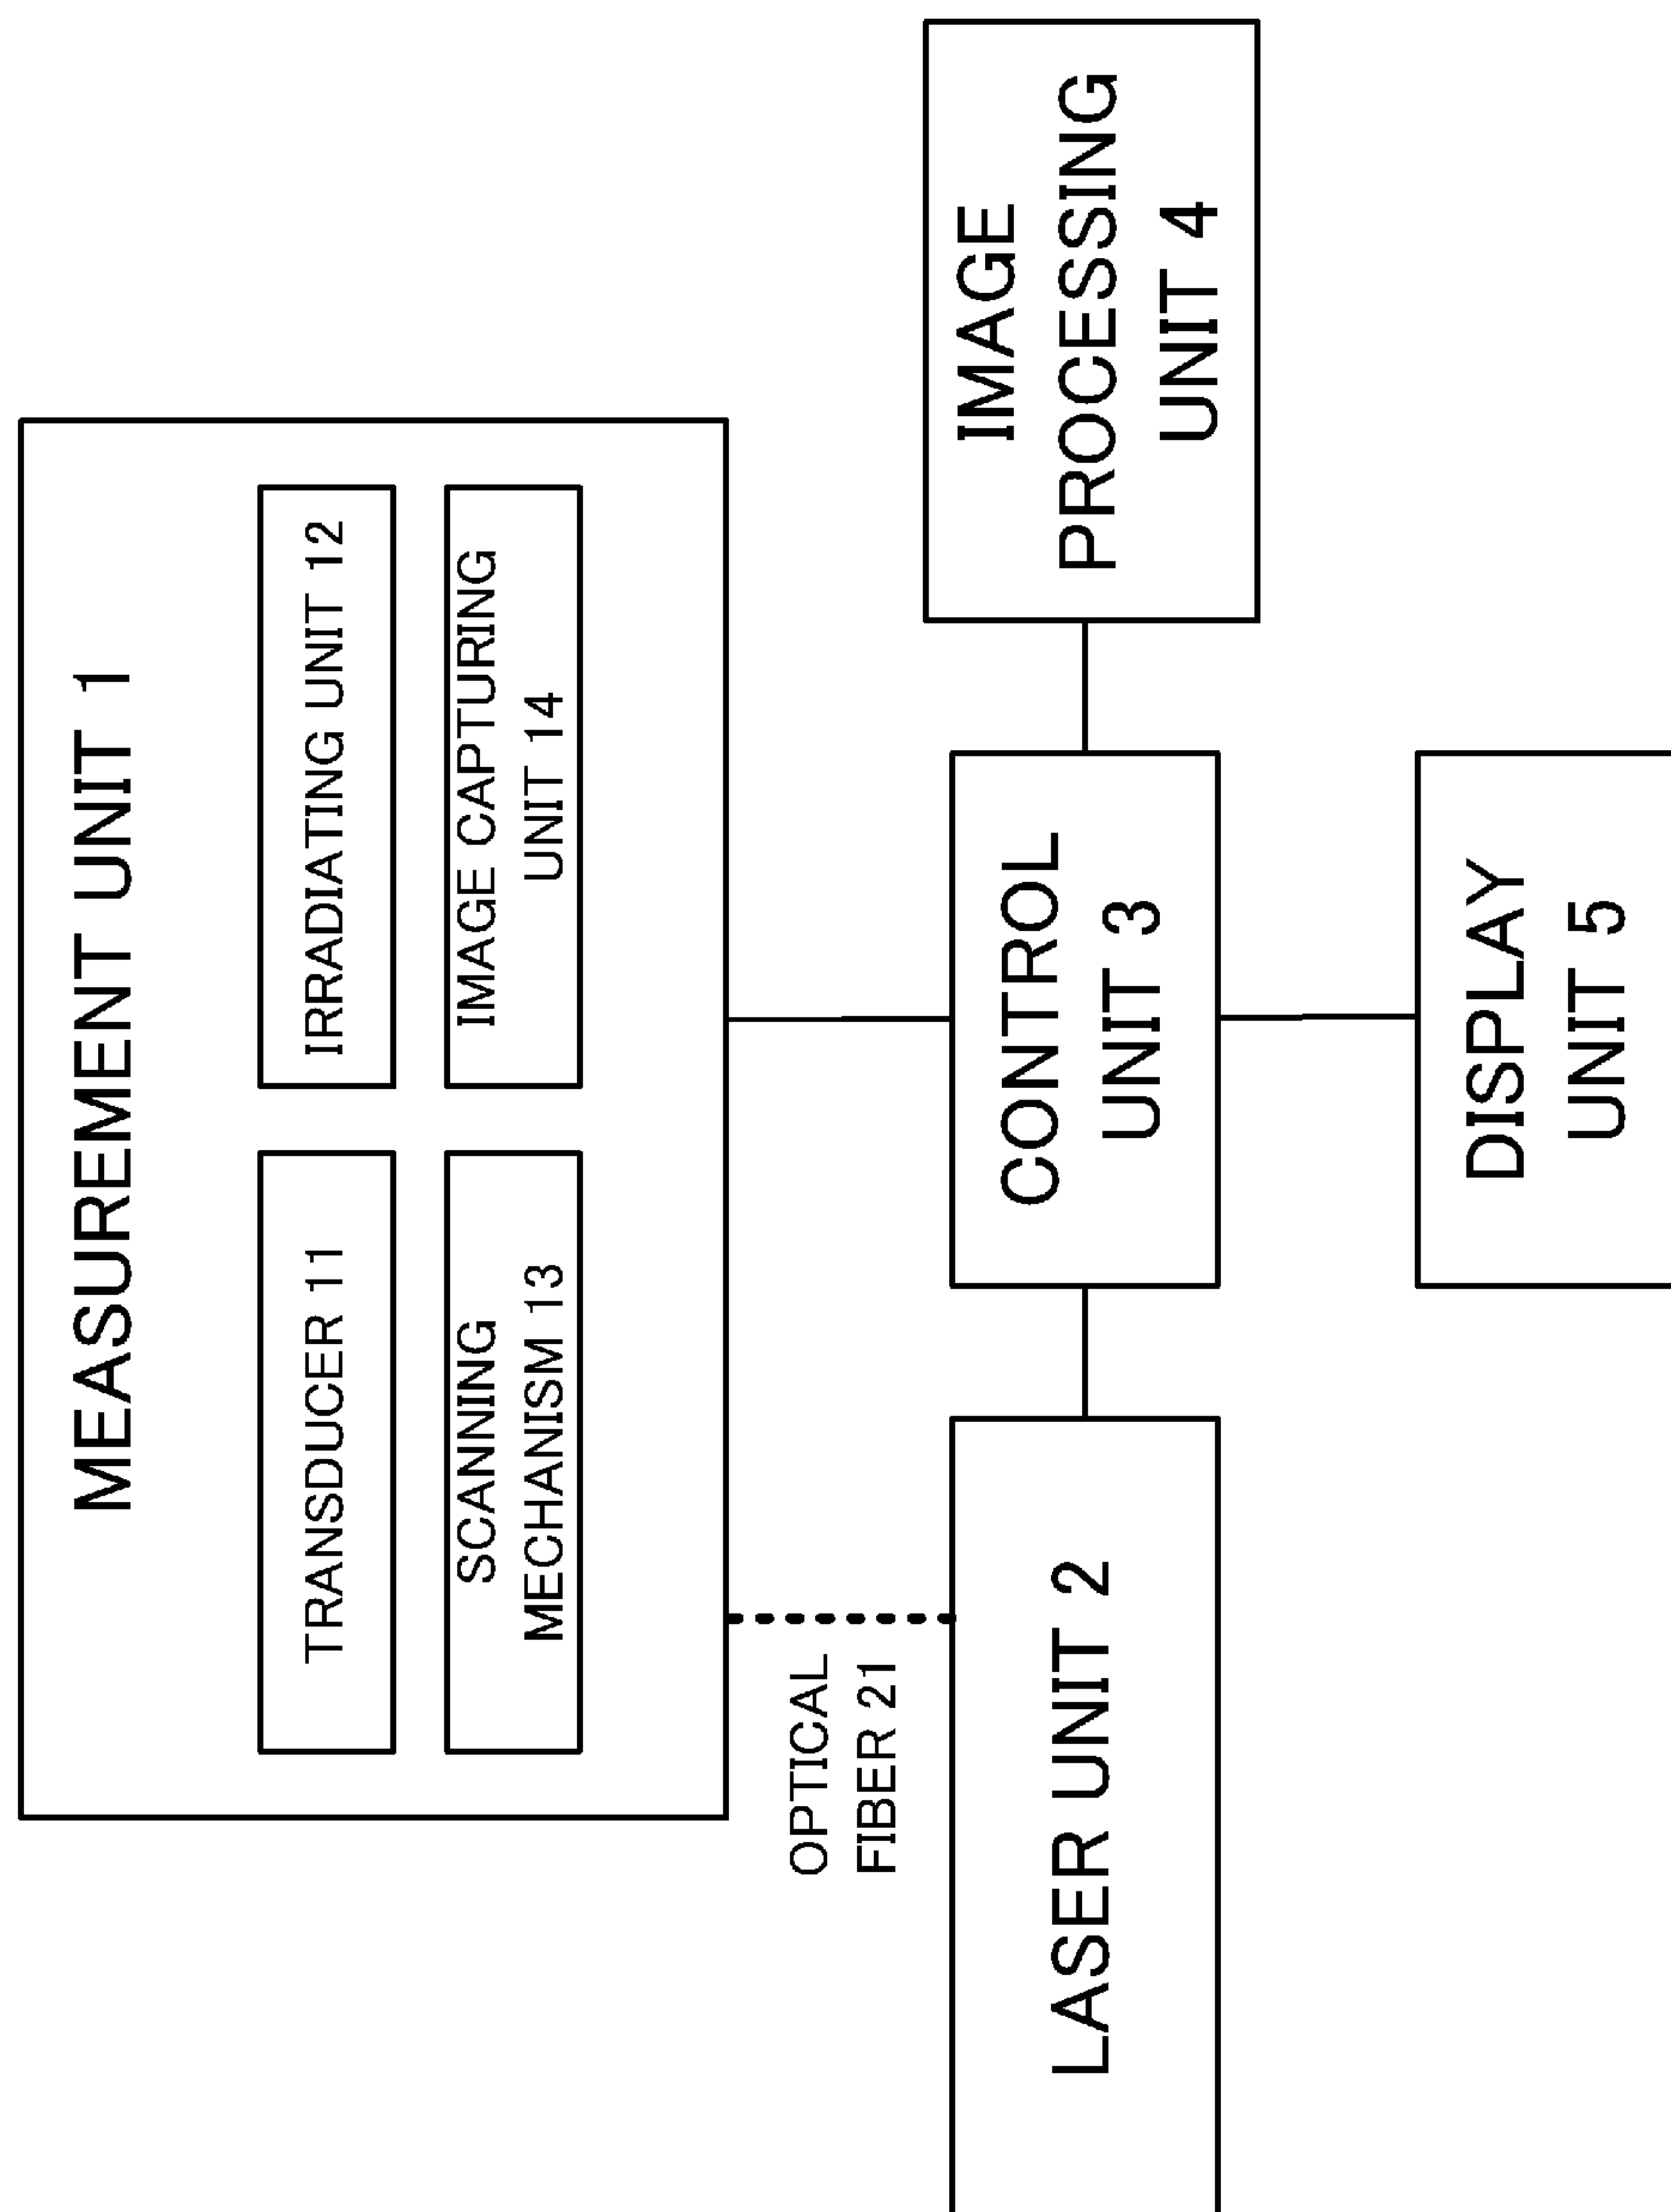 MEASUREMENT UNIT 1
TRANSDUCER 11
IRRADIATING UNIT 12
SCANNING
MECHANISM 13
IMAGE CAPTURING
UNIT 14
OPTICAL
FIBER 21
LASER UNIT 2
CONTROL
UNIT 3
IMAGE
PROCESSING
UNIT 4
DISPLAY
UNIT 5